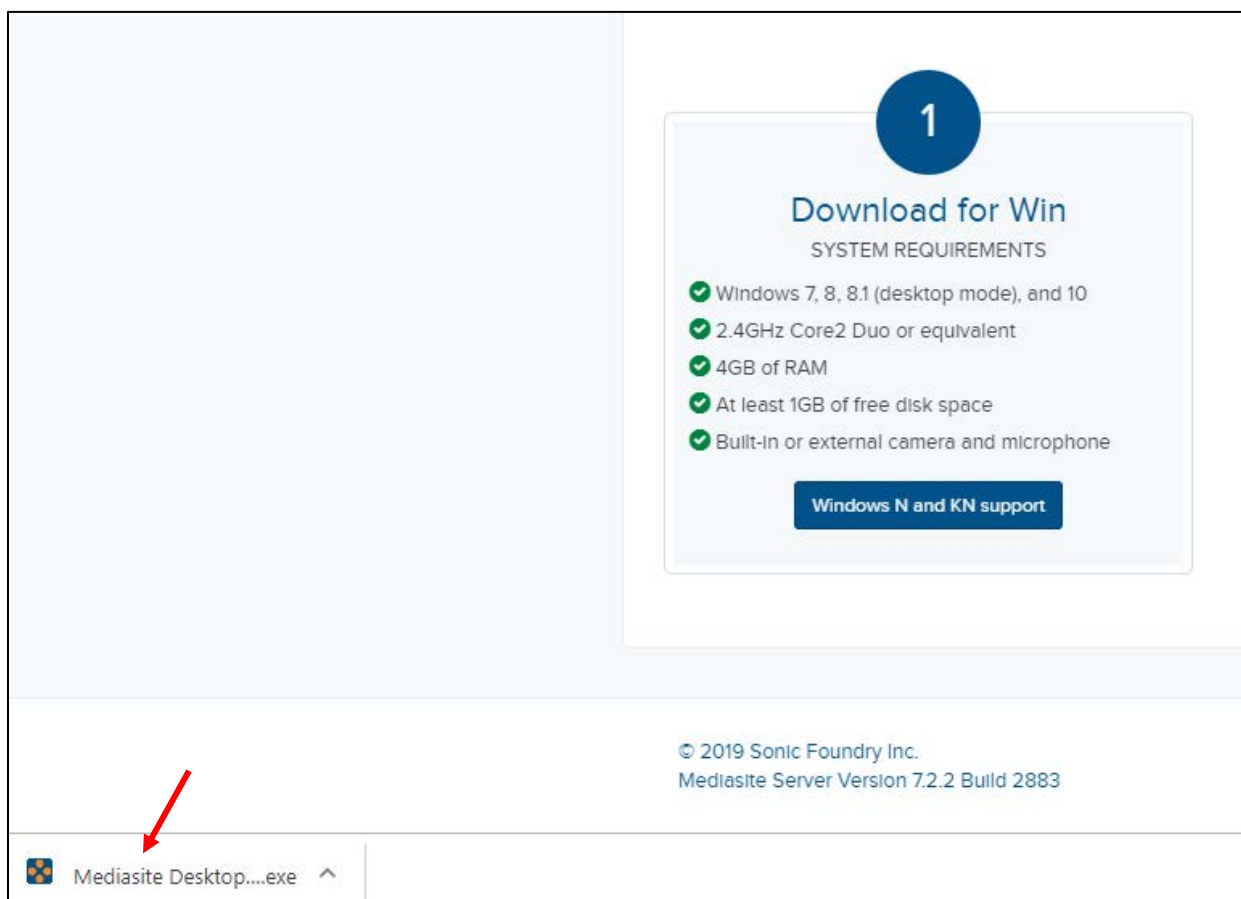 1
Download for Win
SYSTEM REQUIREMENTS
Windows 7, 8, 8.1 (desktop mode), and 10
2.4GHz Core2 Duo or equivalent
4GB of RAM
At least 1GB of free disk space
Built-in or external camera and microphone
Windows N and KN support
© 2019 Sonic Foundry Inc.
Mediasite Server Version 7.2.2 Build 2883
Mediasite Desktop....exe